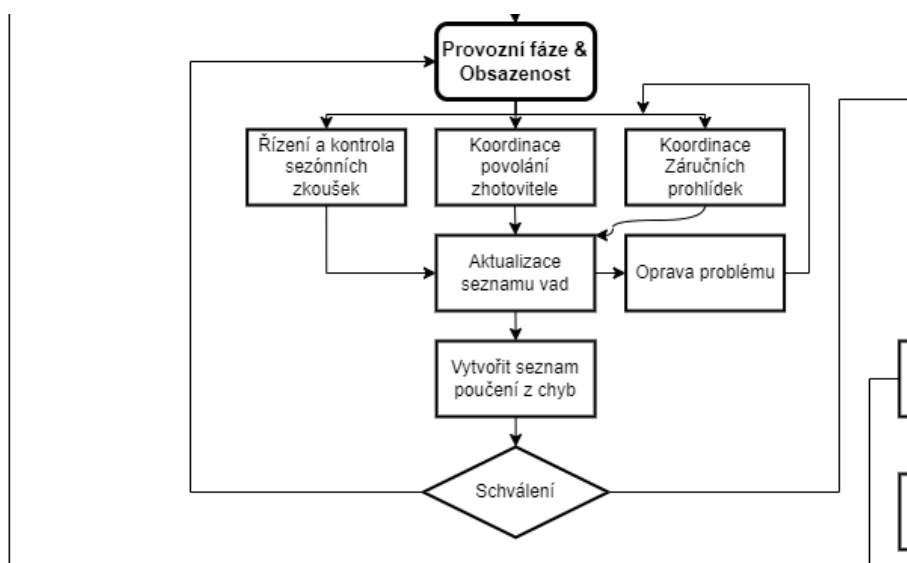 Provozní fáze &
Obsazenost
Řízení a kontrola
sezónních
zkoušek
Koordinace
povolání
zhotovitele
Koordinace
Záručních
prohlídek
Aktualizace
seznamu vad
Oprava problému
Vytvořit seznam
poučení z chyb
Schválení